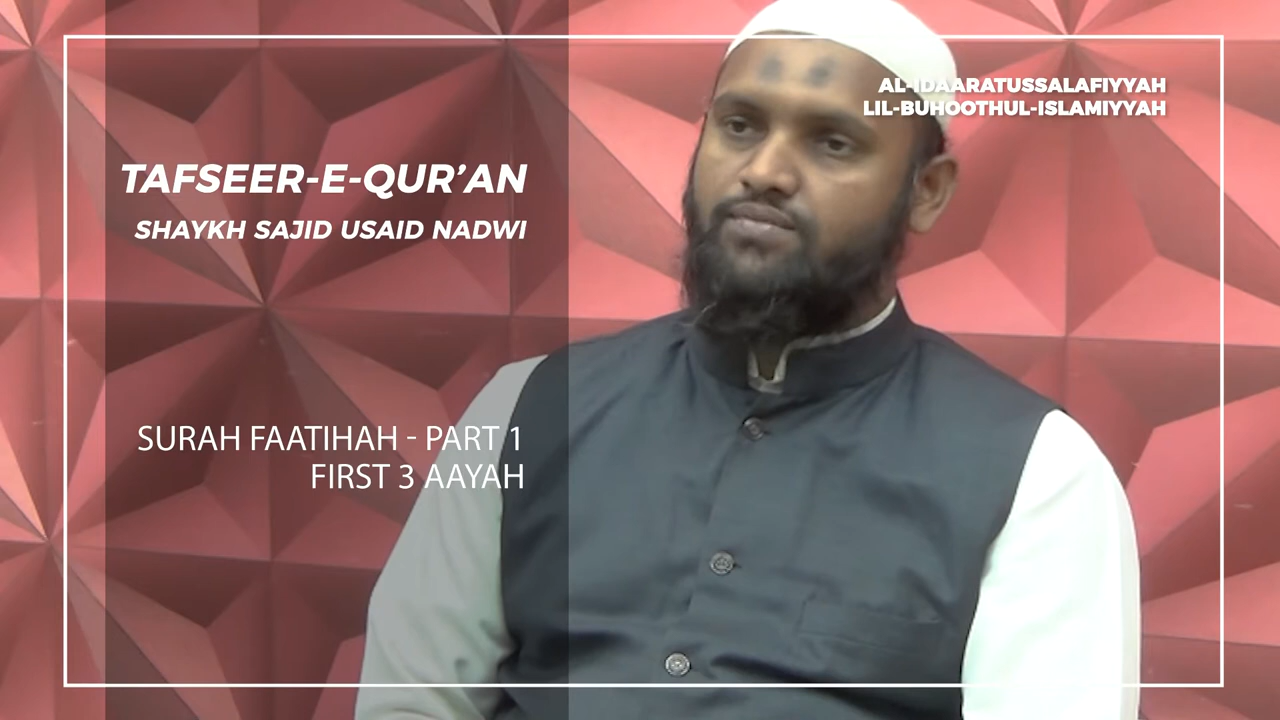 AL-IDAARATUSSALAFIYYAH
LIL-BUHOOTHUL-ISLAMIYYAH
TAFSEER-E-QUR’AN
SHAYKH SAJID USAID NADWI
SURAH FAATIHAH - PART 1
FIRST 3 AAYAH